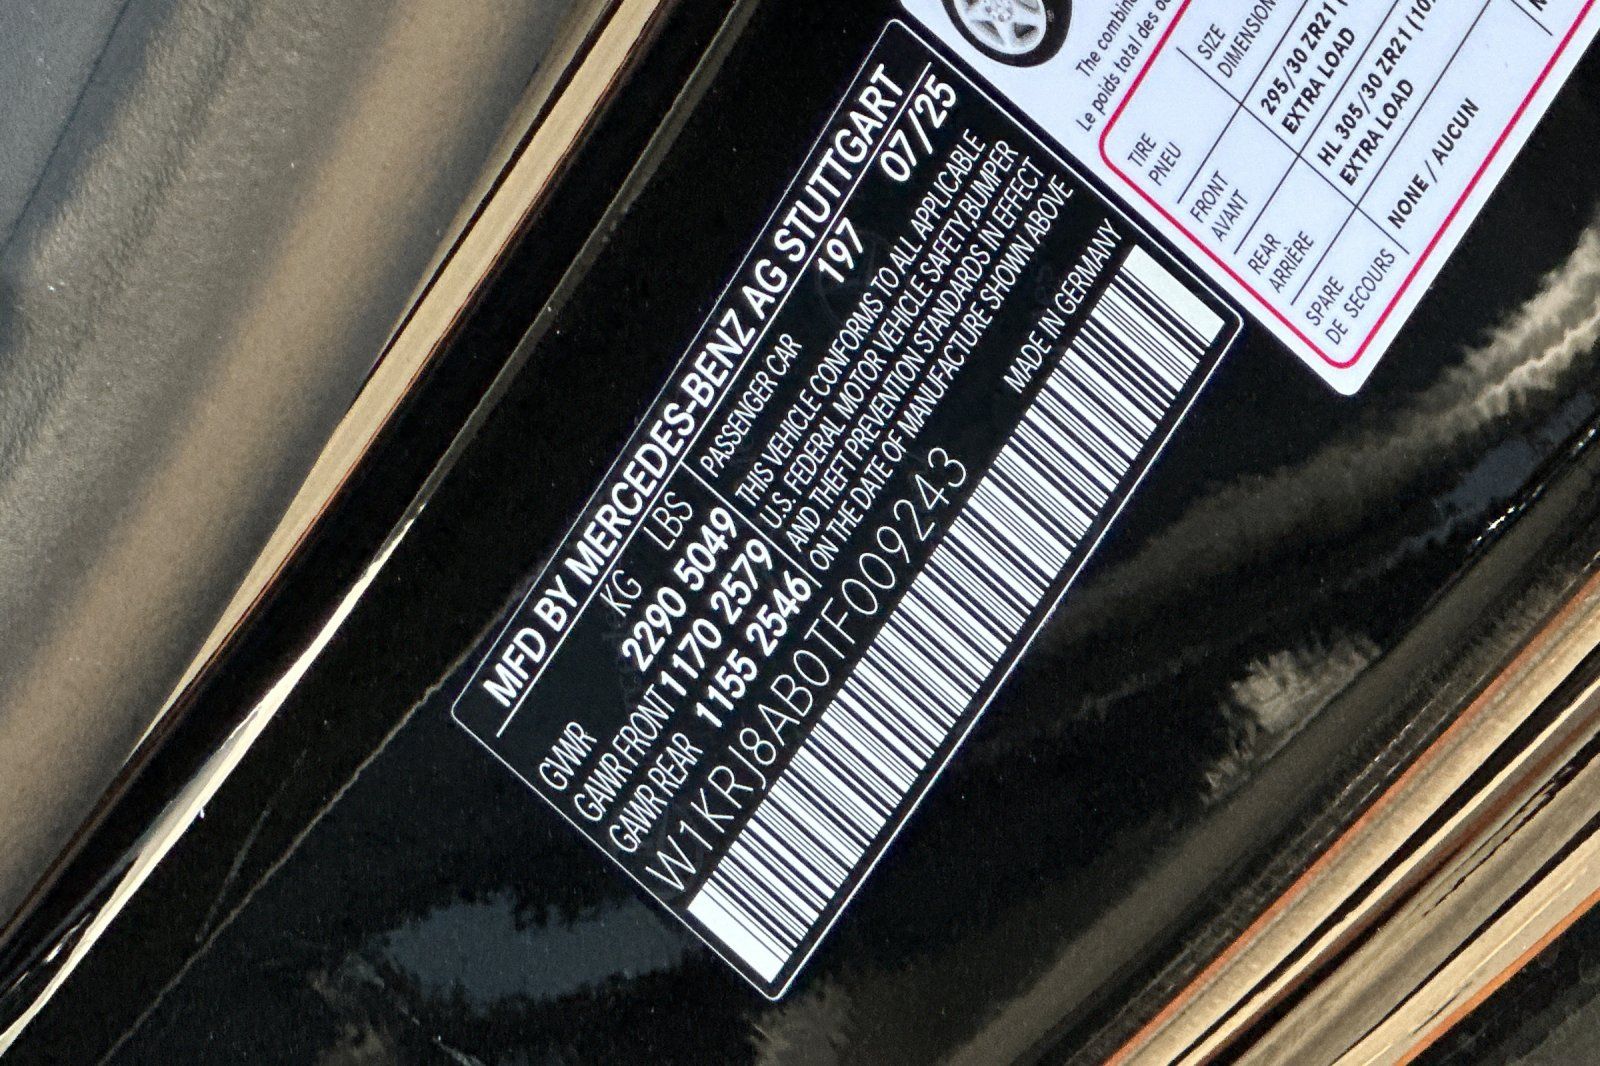 MFD BY MERCEDES-BENZ AG STUTTGART
197 07/25
KG LBS
GVWR 2290 5049
GAWR FRONT 1170 2579
GAWR REAR 1155 2546
PASSENGER CAR
THIS VEHICLE CONFORMS TO ALL APPLICABLE
U.S. FEDERAL MOTOR VEHICLE SAFETY, BUMPER
AND THEFT PREVENTION STANDARDS IN EFFECT
ON THE DATE OF MANUFACTURE SHOWN ABOVE
MADE IN GERMANY
W1KRJ8AB0TF009243
The combin
Le poids total des oc
TIRE
PNEU
SIZE
DIMENSION
FRONT
AVANT
295/30 ZR21 (
EXTRA LOAD
REAR
ARRIÈRE
HL 305/30 ZR21 (10
EXTRA LOAD
SPARE
DE SECOURS
NONE / AUCUN